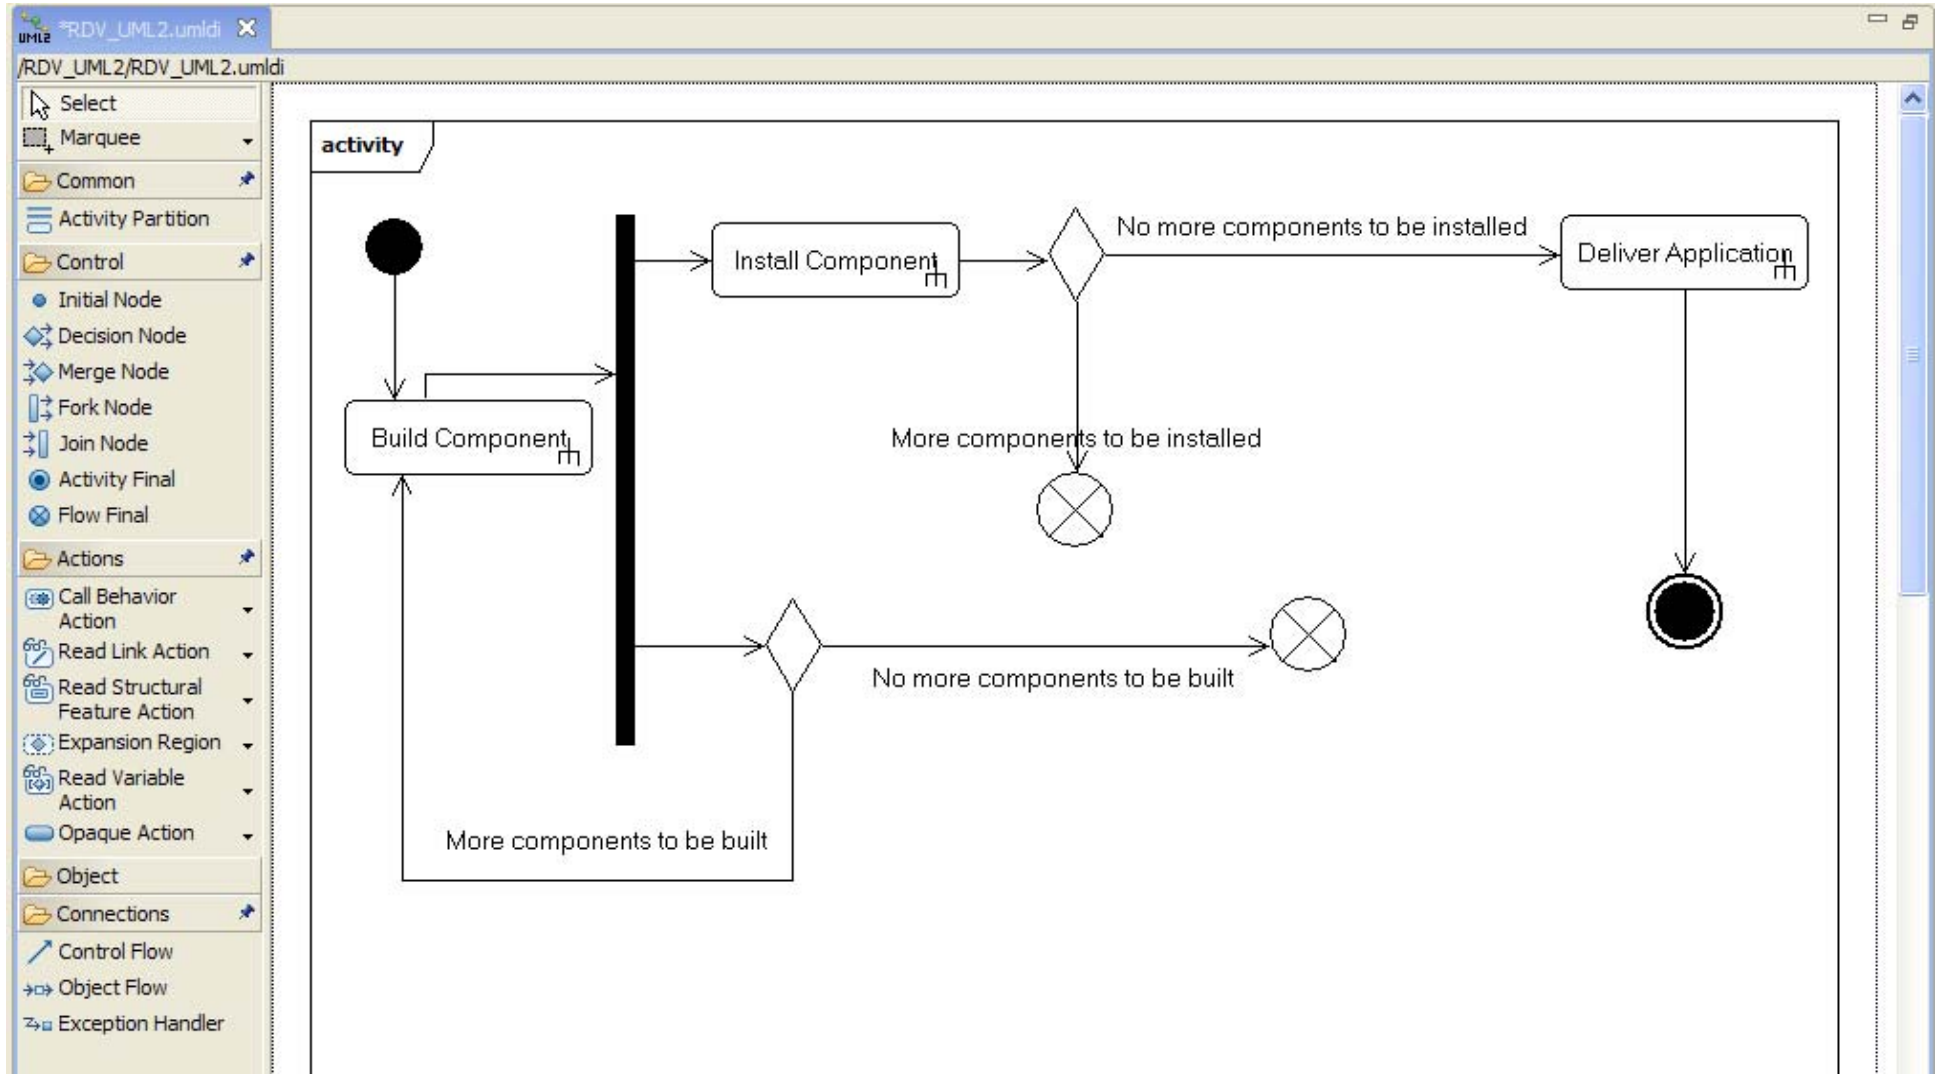 UML2 *RDV_UML2.umldi
/RDV_UML2/RDV_UML2.umldi
Select
Marquee
Common
Activity Partition
Control
Initial Node
Decision Node
Merge Node
Fork Node
Join Node
Activity Final
Flow Final
Actions
Call Behavior
Action
Read Link Action
Read Structural
Feature Action
Expansion Region
Read Variable
Action
Opaque Action
Object
Connections
Control Flow
Object Flow
Exception Handler
activity
No more components to be installed
Install Component
Deliver Application
Build Component
More components to be installed
No more components to be built
More components to be built